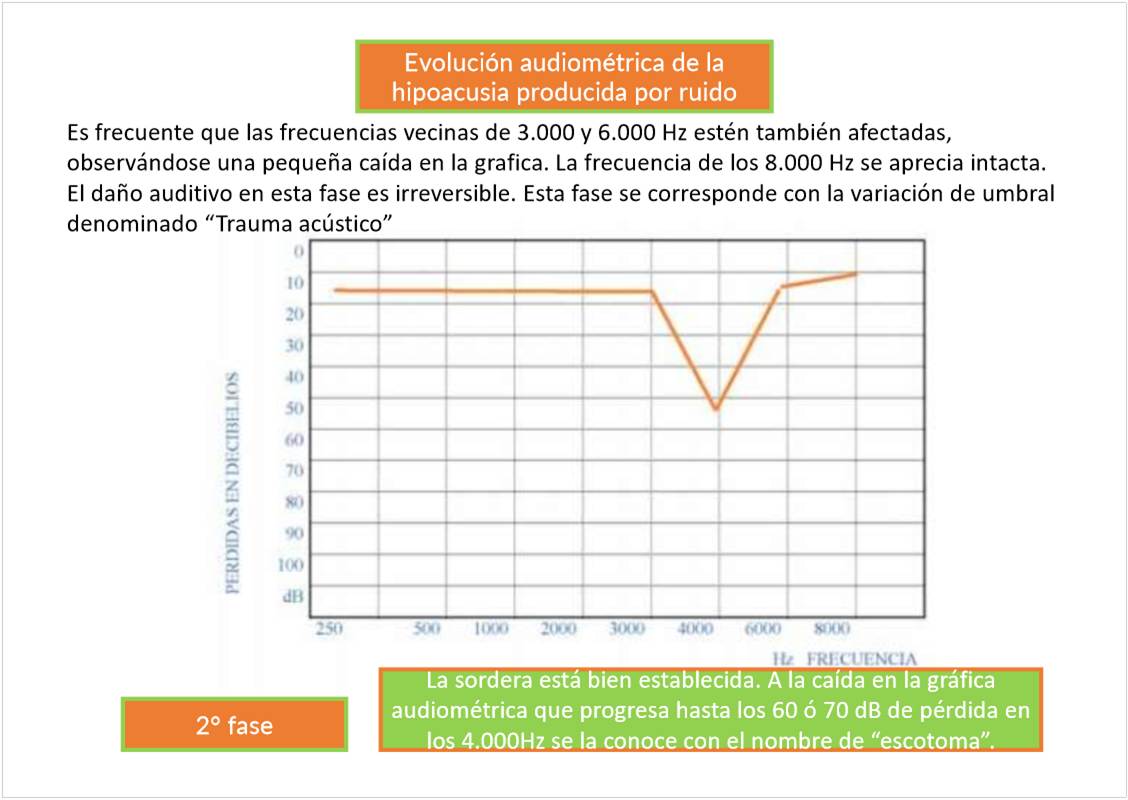 Evolución audiométrica de la
hipoacusia producida por ruido
Es frecuente que las frecuencias vecinas de 3.000 y 6.000 Hz estén también afectadas,
observándose una pequeña caída en la grafica. La frecuencia de los 8.000 Hz se aprecia intacta.
El daño auditivo en esta fase es irreversible. Esta fase se corresponde con la variación de umbral
denominado “Trauma acústico”
0
10
20
30
40
50
60
70
80
90
100
dB
PERDIDAS EN DECIBELIOS
250 500 1000 2000 3000 4000 6000 8000
Hz FRECUENCIA
La sordera está bien establecida. A la caída en la gráfica
audiométrica que progresa hasta los 60 ó 70 dB de pérdida en
los 4.000Hz se la conoce con el nombre de “escotoma”.
2° fase